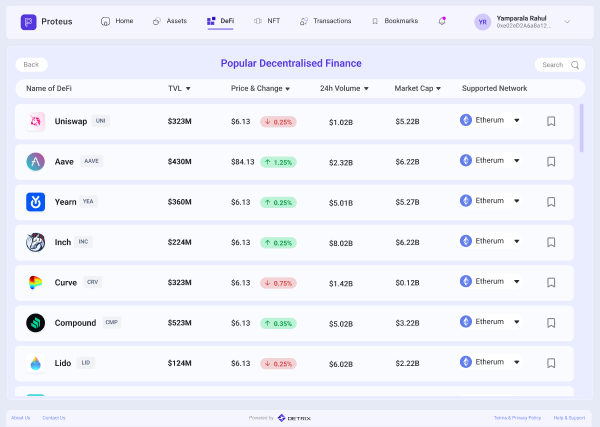 Proteus Home Assets DeFi NFT Transactions Bookmarks YR Yamparala Rahul
0xe02eD2A6a8o12...
Back Popular Decentralised Finance Search
Name of DeFi TVL Price & Change 24h Volume Market Cap Supported Network
Uniswap UNI $323M $6.13 0.25% $1.02B $5.22B Etherum
Aave AAVE $430M $84.13 1.25% $2.32B $6.22B Etherum
Yearn YEA $360M $6.13 0.25% $5.01B $5.27B Etherum
Inch INC $224M $6.13 0.25% $8.02B $6.22B Etherum
Curve CRV $323M $6.13 0.75% $1.42B $0.12B Etherum
Compound CMP $523M $6.13 0.35% $5.02B $3.22B Etherum
Lido LID $124M $6.13 0.25% $6.02B $2.22B Etherum
About Us Contact Us Powered by DETRIX Terms & Privacy Policy Help & Support